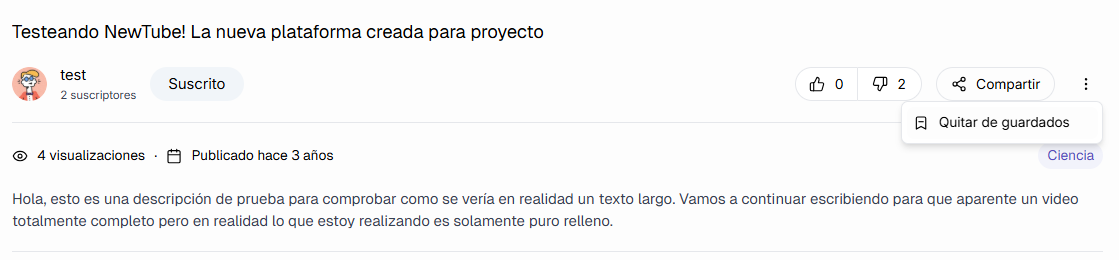 Testeando NewTube! La nueva plataforma creada para proyecto
test
2 suscriptores
Suscrito
0
2
Compartir
Quitar de guardados
4 visualizaciones · Publicado hace 3 años
Ciencia
Hola, esto es una descripción de prueba para comprobar como se vería en realidad un texto largo. Vamos a continuar escribiendo para que aparente un video
totalmente completo pero en realidad lo que estoy realizando es solamente puro relleno.